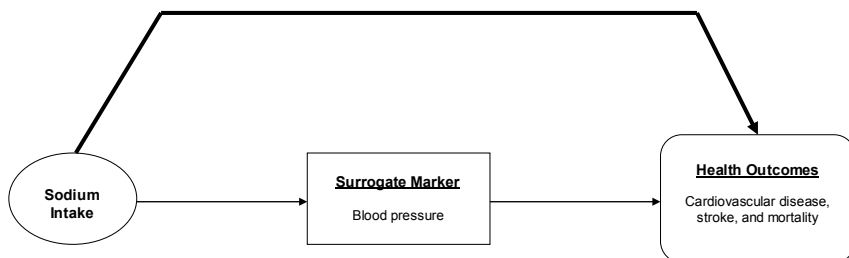 Sodium
Intake
Surrogate Marker
Blood pressure
Health Outcomes
Cardiovascular disease,
stroke, and mortality